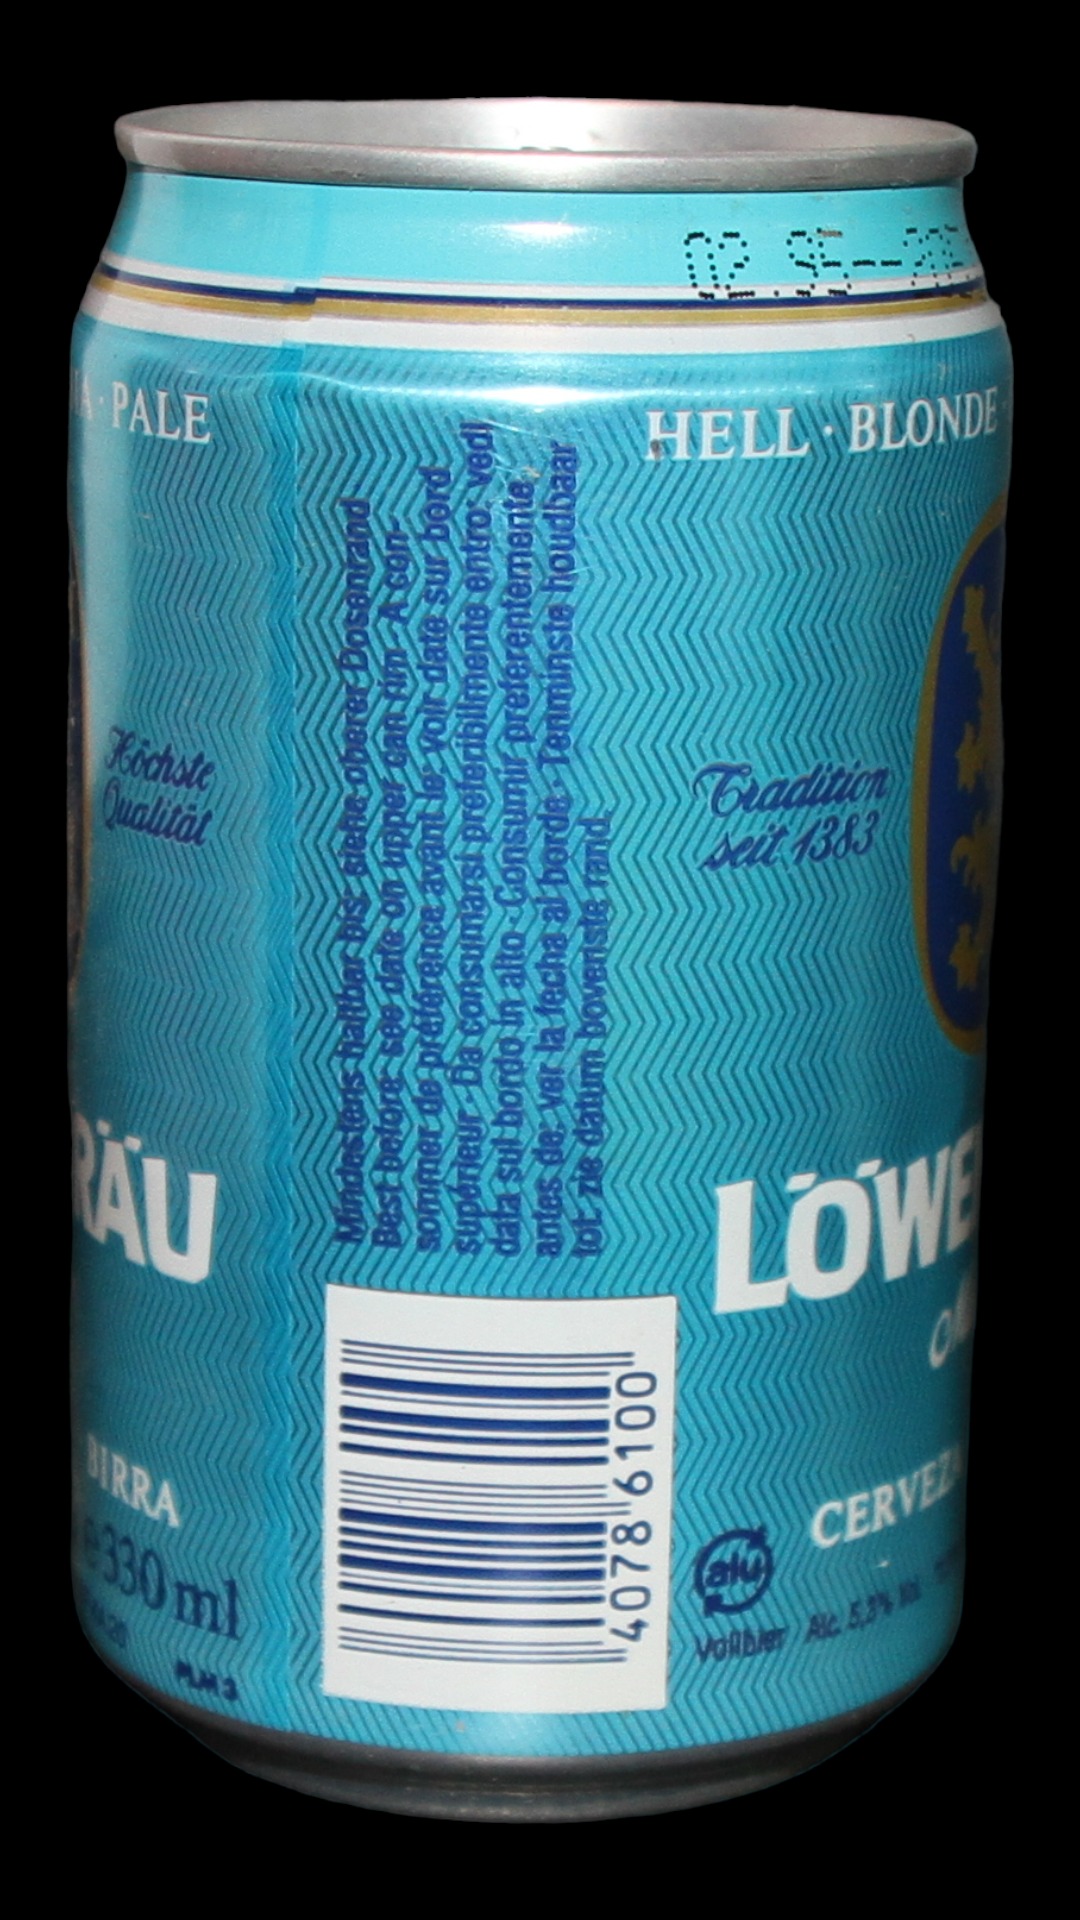 02 95
PALE
HELL · BLONDE
Mindestens haltbar bis: siehe oberer Dosenrand
Best before: see date on upper can rim · A con-
sommer de préférence avant le: voir date sur bord
supérieur · Da consumarsi preferibilmente entro: vedi
data sul bordo in alto · Consumir preferentemente
antes de: ver la fecha al borde · Tenminste houdbaar
tot: zie datum bovenste rand
Höchste
Qualität
Tradition
seit 1383
RÄU
LÖWE
BIRRA
CERVEZA
e 330 ml
alu
Vollbier Alc. 5,2% Vol.
PLM 3
4078 6100